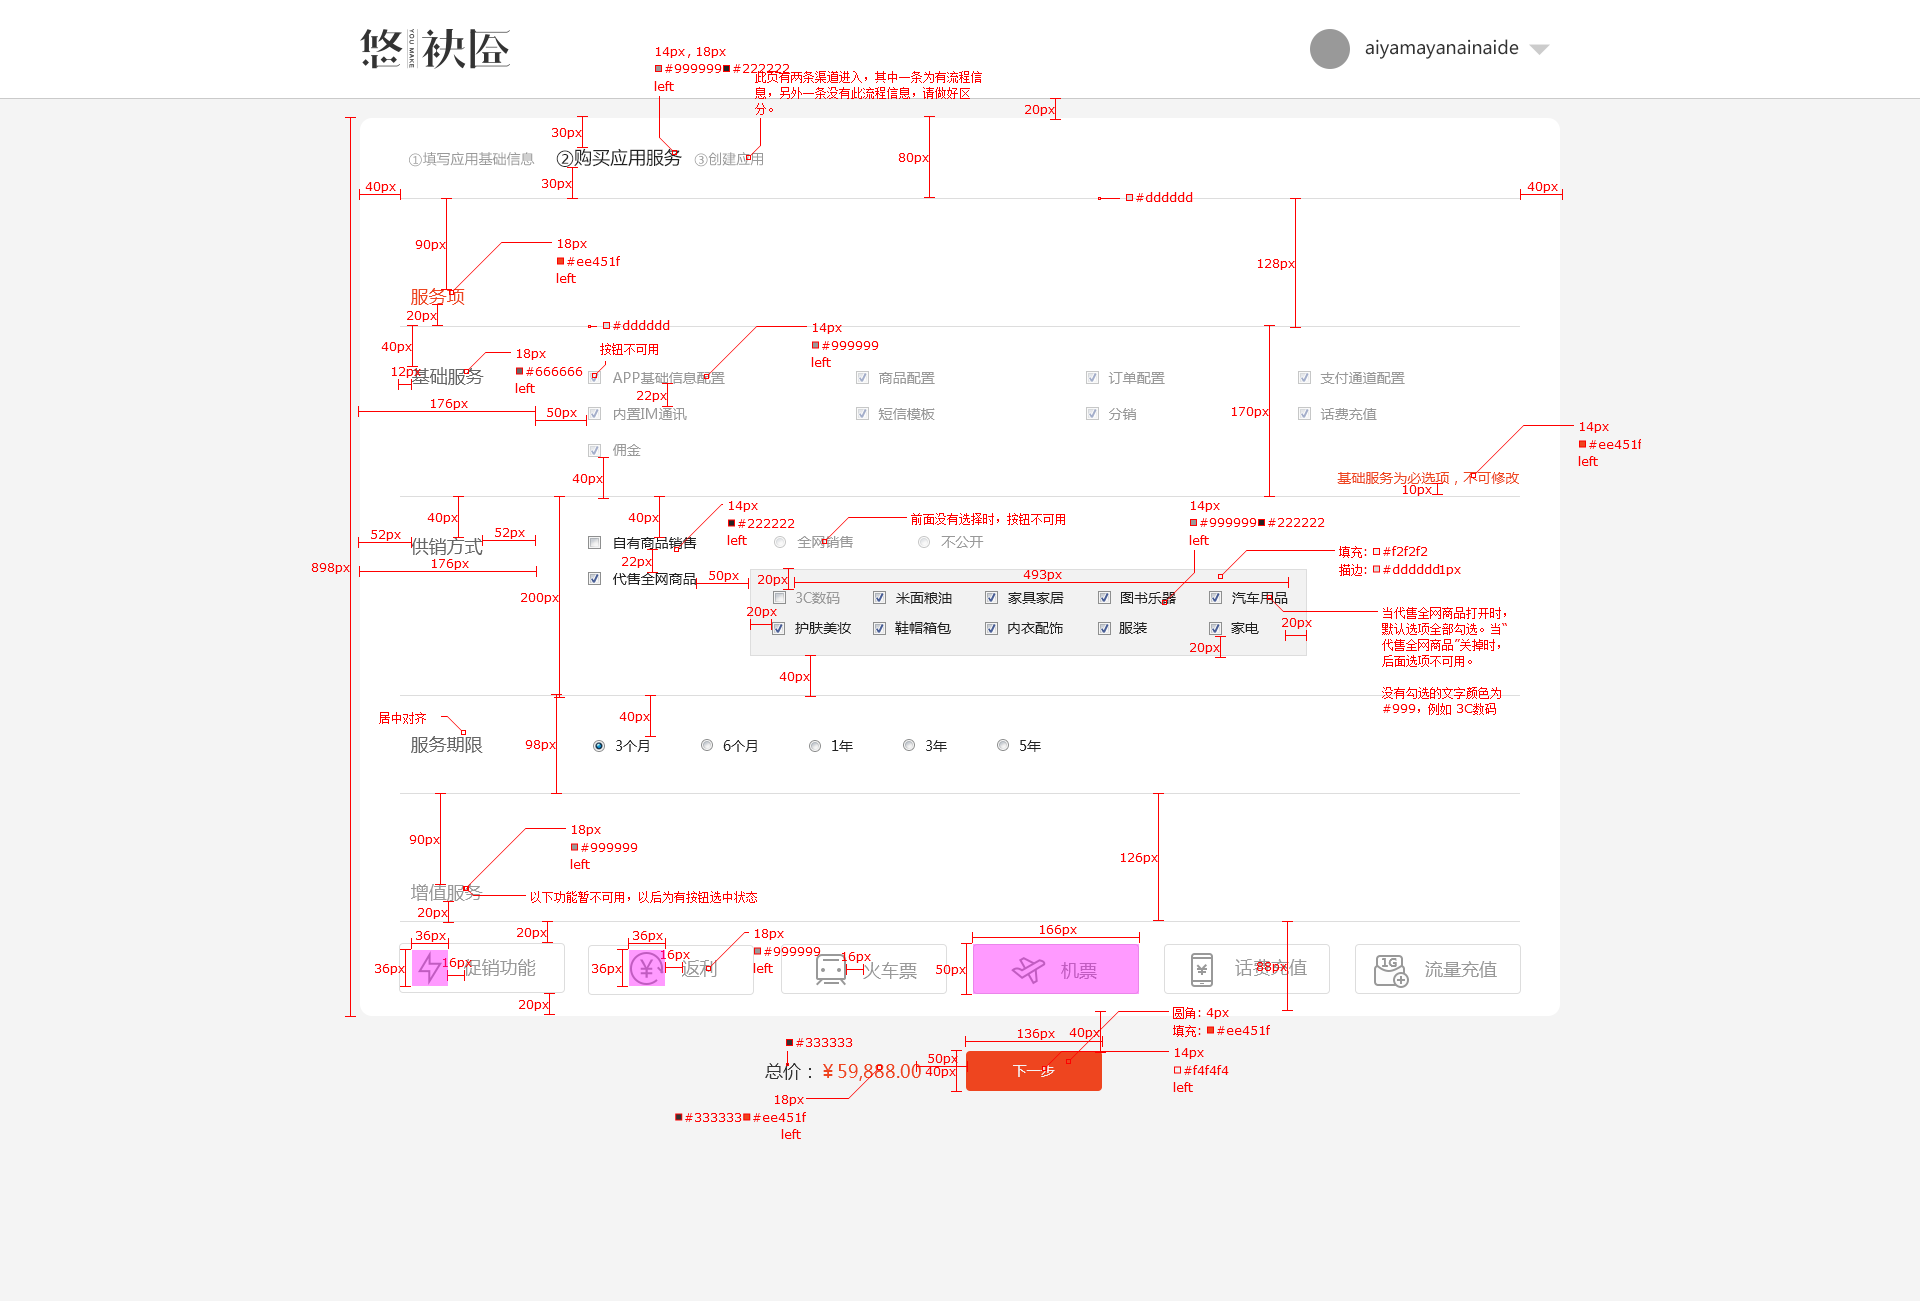 悠袂函
YOU MAKE
aiyamayanainaide
14px , 18px
#999999 #222222
left
此页有两条渠道进入，其中一条为有流程信
息，另外一条没有此流程信息，请做好区
分。
20px
30px
①填写应用基础信息
②购买应用服务
③创建应用
80px
30px
40px
40px
#dddddd
90px
18px
#ee451f
left
128px
服务项
20px
#dddddd
14px
#999999
left
40px
按钮不可用
18px
#666666
left
12px
基础服务
APP基础信息配置
商品配置
订单配置
支付通道配置
22px
176px
50px
内置IM通讯
短信模板
分销
话费充值
170px
14px
#ee451f
left
佣金
40px
基础服务为必选项，不可修改
10px
40px
40px
14px
#222222
left
前面没有选择时，按钮不可用
14px
#999999 #222222
left
52px
52px
供销方式
自有商品销售
全网销售
不公开
填充: #f2f2f2
描边: #dddddd1px
176px
898px
22px
代售全网商品
50px
20px
493px
200px
3C数码
米面粮油
家具家居
图书乐器
汽车用品
20px
护肤美妆
鞋帽箱包
内衣配饰
服装
家电
20px
20px
当代售全网商品打开时，
默认选项全部勾选。当“
代售全网商品”关掉时，
后面选项不可用。
没有勾选的文字颜色为
#999，例如 3C数码
40px
居中对齐
40px
服务期限
98px
3个月
6个月
1年
3年
5年
90px
18px
#999999
left
126px
增值服务
以下功能暂不可用，以后为有按钮选中状态
20px
20px
36px
36px
18px
#999999
left
166px
36px
16px
促销功能
36px
16px
返利
16px
火车票
50px
机票
话费充值
88px
1G
流量充值
20px
圆角: 4px
填充: #ee451f
#333333
136px
40px
总价：¥59,888.00
50px
40px
下一步
14px
#f4f4f4
left
18px
#333333 #ee451f
left